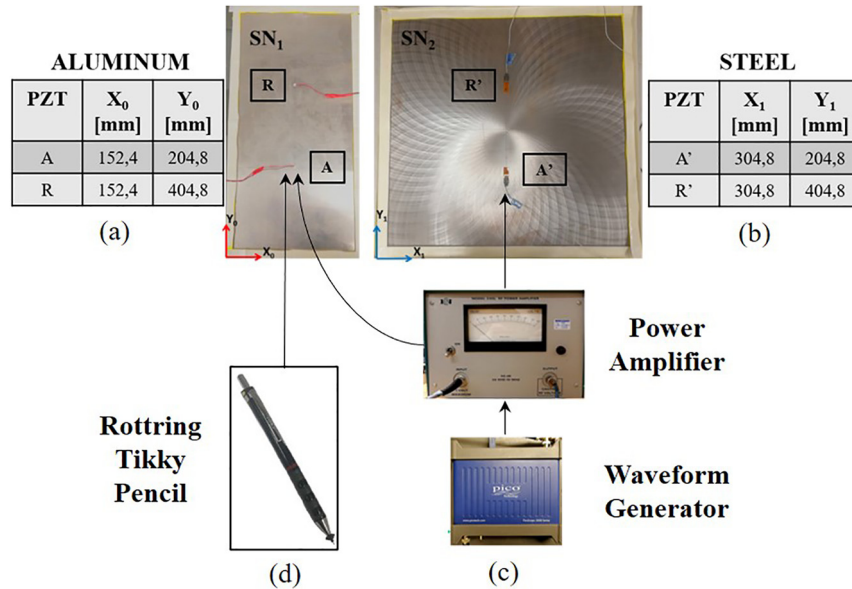 SN1
SN2
ALUMINUM
STEEL
PZT X0 [mm] Y0 [mm]
A 152,4 204,8
R 152,4 404,8
(a)
R
A
Y0
X0
R’
A’
Y1
X1
PZT X1 [mm] Y1 [mm]
A’ 304,8 204,8
R’ 304,8 404,8
(b)
Power
Amplifier
INPUT
OUTPUT
Rottring
Tikky
Pencil
pico
Waveform
Generator
(d)
(c)